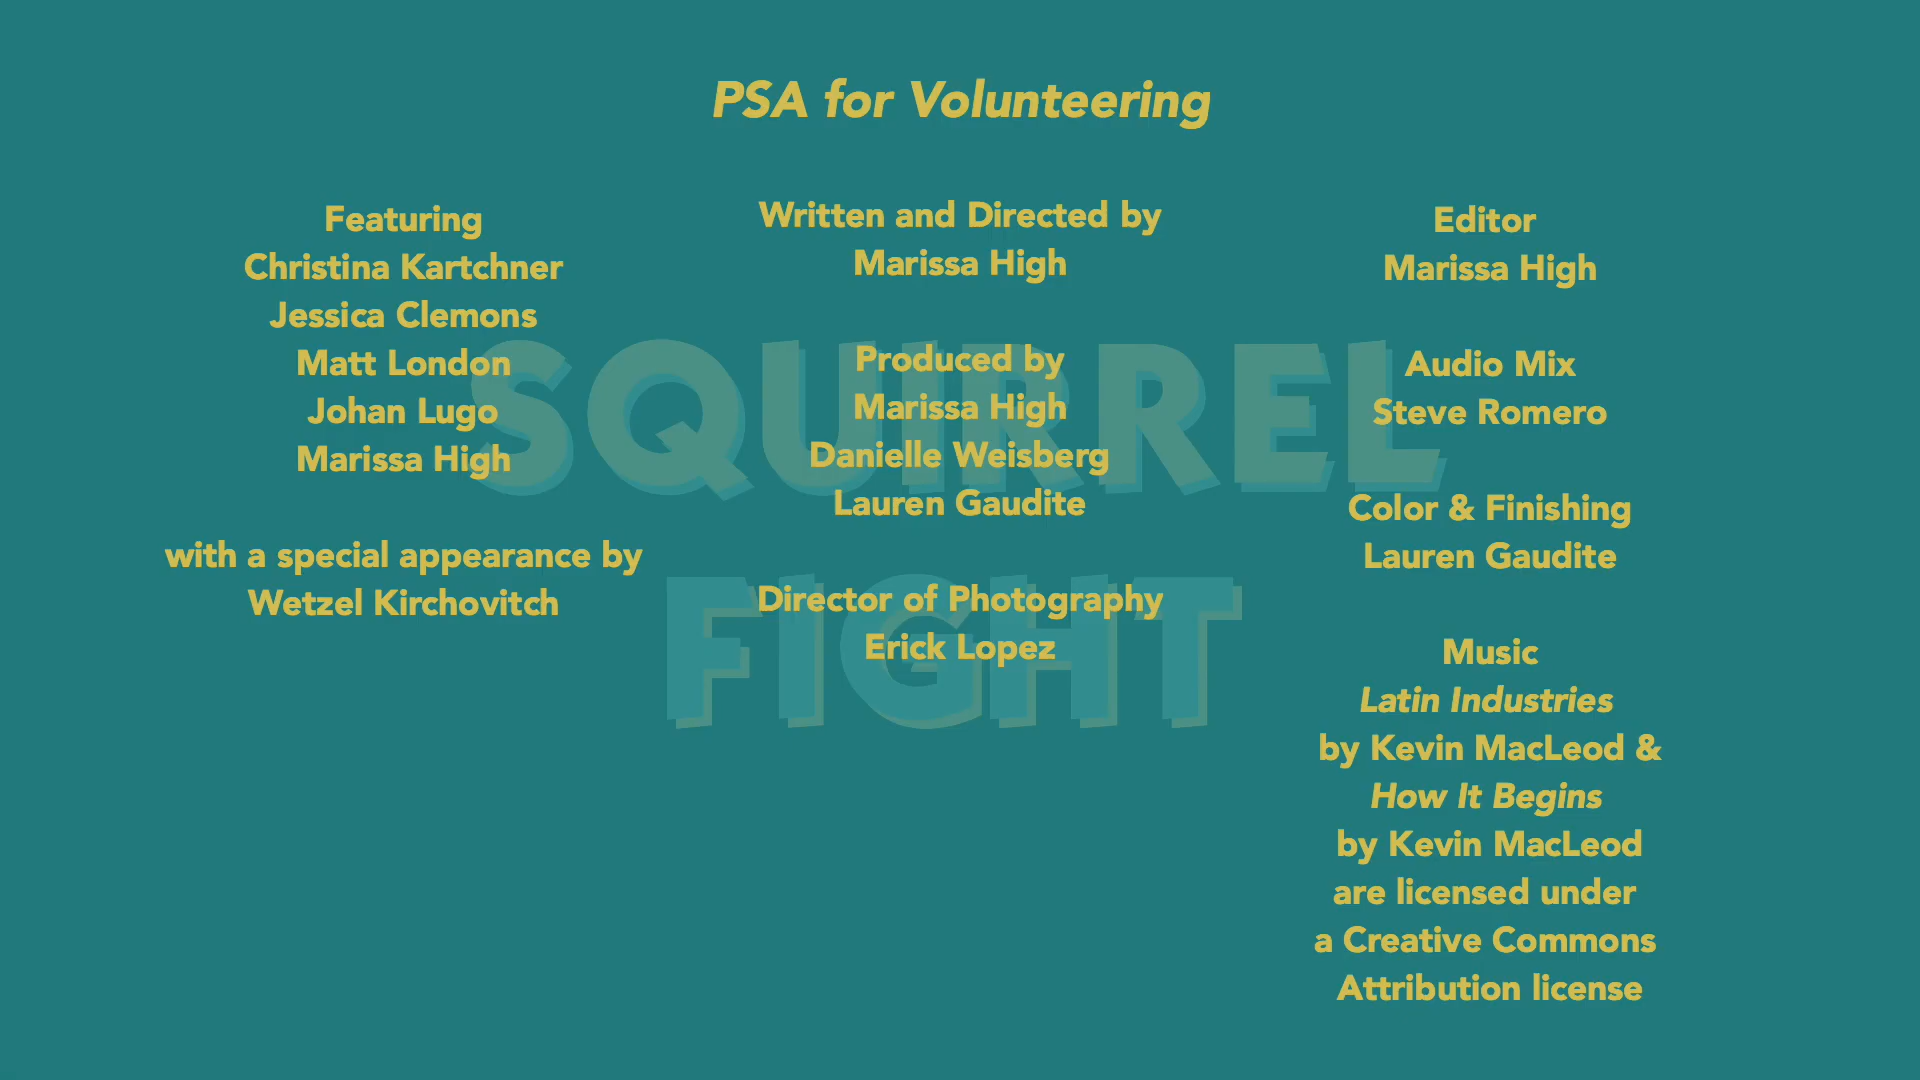 PSA for Volunteering
Featuring
Christina Kartchner
Jessica Clemons
Matt London
Johan Lugo
Marissa High
with a special appearance by
Wetzel Kirchovitch
Written and Directed by
Marissa High
Produced by
Marissa High
Danielle Weisberg
Lauren Gaudite
Director of Photography
Erick Lopez
Editor
Marissa High
Audio Mix
Steve Romero
Color & Finishing
Lauren Gaudite
Music
Latin Industries
by Kevin MacLeod &
How It Begins
by Kevin MacLeod
are licensed under
a Creative Commons
Attribution license
SQUIRREL
FIGHT